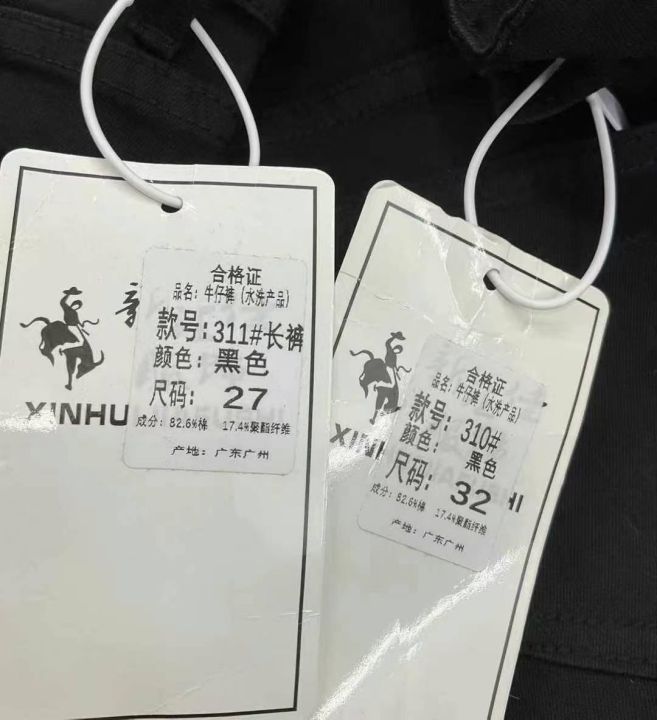 合格证
品名：牛仔裤（水洗产品）
款号：311#长裤
颜色：黑色
尺码：27
成分：82.6%棉 17.4%聚酯纤维
产地：广东广州
XINHU
合格证
品名：牛仔裤（水洗产品）
款号：310#
颜色：黑色
尺码：32
成分：82.6%棉 17.4%聚酯纤维
产地：广东广州
XINH
HI